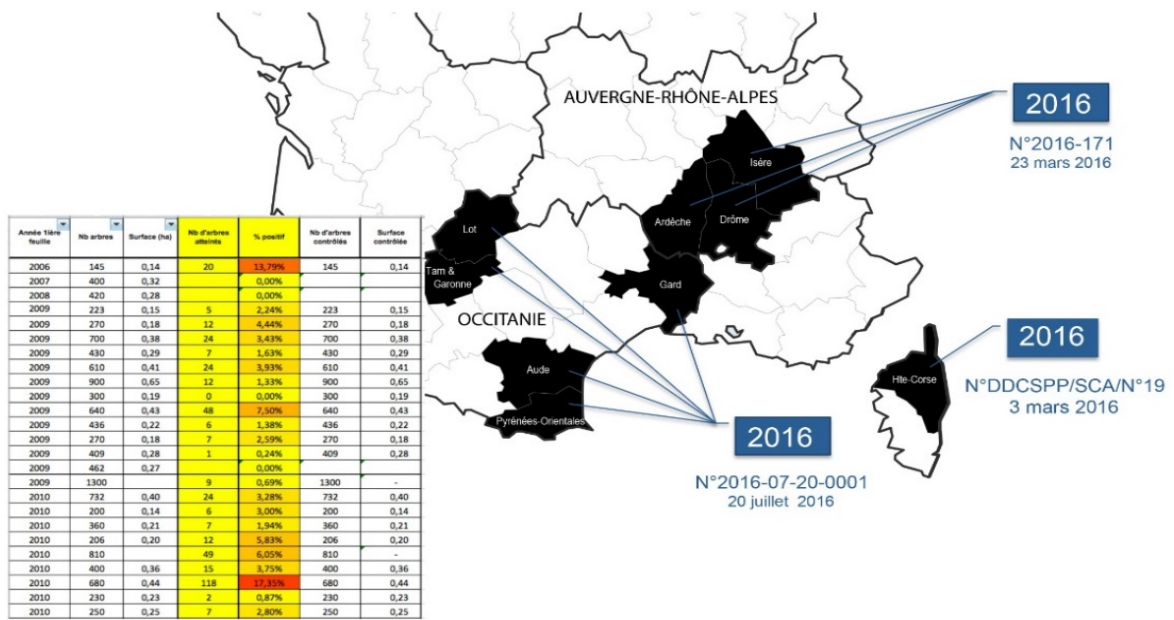 AUVERGNE-RHÔNE-ALPES
2016
N°2016-171
23 mars 2016
Isére
Ardèche
Drôme
Lot
Tarn &
Garonne
Gard
OCCITANIE
Aude
Pyrénées-Orientales
2016
N°2016-07-20-0001
20 juillet 2016
Hte-Corse
2016
N°DDCSPP/SCA/N°19
3 mars 2016
Année 1ière feuille Nb arbres Surface (ha) Nb d'arbres atteints % positif Nb d'arbres contrôlés Surface contrôlée
2006 145 0,14 20 13,79% 145 0,14
2007 400 0,32 0,00%
2008 420 0,28 0,00%
2009 223 0,15 5 2,24% 223 0,15
2009 270 0,18 12 4,44% 270 0,18
2009 700 0,38 24 3,43% 700 0,38
2009 430 0,29 7 1,63% 430 0,29
2009 610 0,41 24 3,93% 610 0,41
2009 900 0,65 12 1,33% 900 0,65
2009 300 0,19 0 0,00% 300 0,19
2009 640 0,43 48 7,50% 640 0,43
2009 436 0,22 6 1,38% 436 0,22
2009 270 0,18 7 2,59% 270 0,18
2009 409 0,28 1 0,24% 409 0,28
2009 462 0,27 0,00%
2009 1300 9 0,69% 1300 -
2010 732 0,40 24 3,28% 732 0,40
2010 200 0,14 6 3,00% 200 0,14
2010 360 0,21 7 1,94% 360 0,21
2010 206 0,20 12 5,83% 206 0,20
2010 810 49 6,05% 810 -
2010 400 0,36 15 3,75% 400 0,36
2010 680 0,44 118 17,35% 680 0,44
2010 230 0,23 2 0,87% 230 0,23
2010 250 0,25 7 2,80% 250 0,25